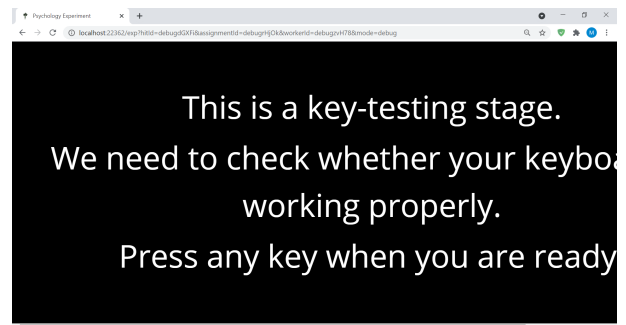 Psychology Experiment
localhost:22362/exp?hitId=debugdGXFi&assignmentId=debugrHjOk&workerId=debugzvH78&mode=debug
M
This is a key-testing stage.
We need to check whether your keyboa
working properly.
Press any key when you are ready